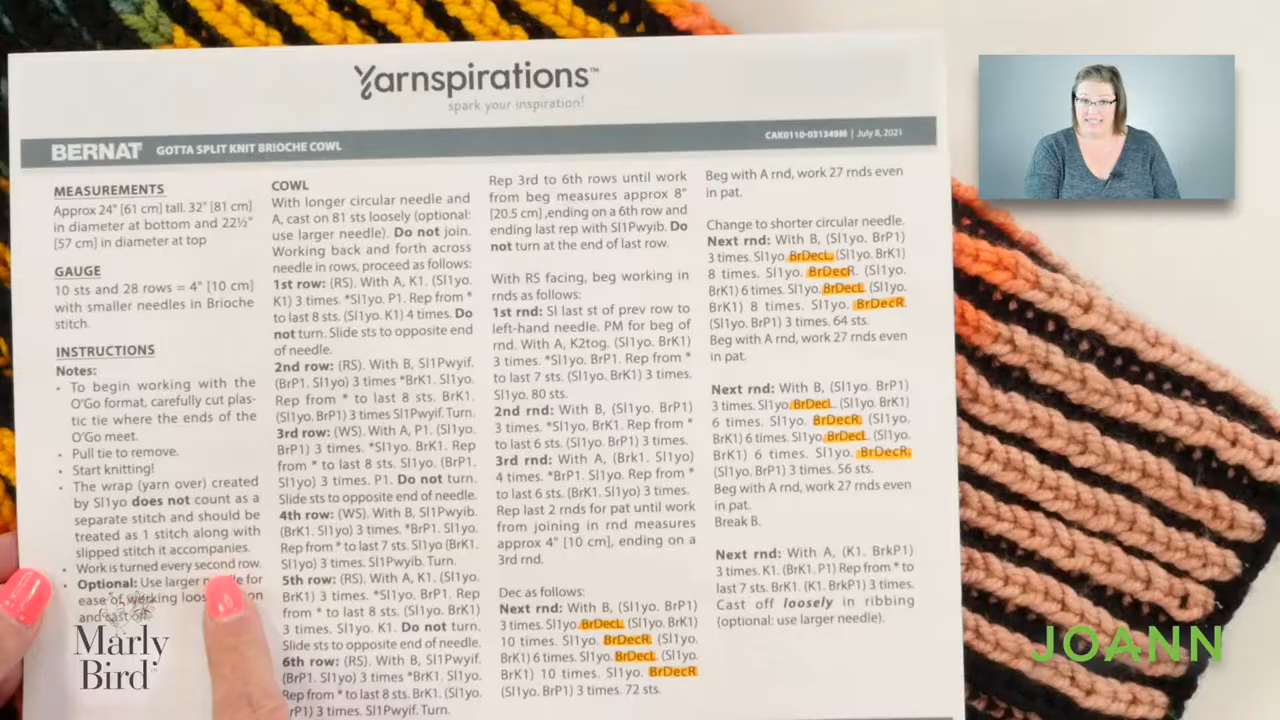 Yarnspirations™
spark your inspiration!
BERNAT GOTTA SPLIT KNIT BRIOCHE COWL
CAK0110-031349M | July 8, 2021
MEASUREMENTS
Approx 24" [61 cm] tall. 32" [81 cm]
in diameter at bottom and 22½"
[57 cm] in diameter at top
GAUGE
10 sts and 28 rows = 4" [10 cm]
with smaller needles in Brioche
stitch.
INSTRUCTIONS
Notes:
• To begin working with the
O'Go format, carefully cut plas-
tic tie where the ends of the
O'Go meet.
• Pull tie to remove.
• Start knitting!
• The wrap (yarn over) created
by Sl1yo does not count as a
separate stitch and should be
treated as 1 stitch along with
slipped stitch it accompanies.
• Work is turned every second row.
• Optional: Use larger needle for
ease of working loos on
and cast off.
COWL
With longer circular needle and
A, cast on 81 sts loosely (optional:
use larger needle). Do not join.
Working back and forth across
needle in rows, proceed as follows:
1st row: (RS). With A, K1. (Sl1yo.
K1) 3 times. *Sl1yo. P1. Rep from *
to last 8 sts. (Sl1yo. K1) 4 times. Do
not turn. Slide sts to opposite end
of needle.
2nd row: (RS). With B, Sl1Pwyif.
(BrP1. Sl1yo) 3 times *BrK1. Sl1yo.
Rep from * to last 8 sts. BrK1.
(Sl1yo. BrP1) 3 times. Sl1Pwyif. Turn.
3rd row: (WS). With A, P1. (Sl1yo.
BrP1) 3 times. *Sl1yo. BrK1. Rep
from * to last 8 sts. Sl1yo. (BrP1.
Sl1yo) 3 times. P1. Do not turn.
Slide sts to opposite end of needle.
4th row: (WS). With B, Sl1Pwyib.
(BrK1. Sl1yo) 3 times. *BrP1. Sl1yo.
Rep from * to last 7 sts. Sl1yo (BrK1.
Sl1yo) 3 times. Sl1Pwyib. Turn.
5th row: (RS). With A, K1. (Sl1yo.
BrK1) 3 times. *Sl1yo. BrP1. Rep
from * to last 8 sts. (Sl1yo. BrK1)
3 times. Sl1yo. K1. Do not turn.
Slide sts to opposite end of needle.
6th row: (RS). With B, Sl1Pwyif.
(BrP1. Sl1yo) 3 times *BrK1. Sl1yo.
Rep from * to last 8 sts. BrK1. (Sl1yo.
BrP1) 3 times. Sl1Pwyif. Turn.
Rep 3rd to 6th rows until work
from beg measures approx 8"
[20.5 cm] ,ending on a 6th row and
ending last rep with Sl1Pwyib. Do
not turn at the end of last row.
With RS facing, beg working in
rnds as follows:
1st rnd: Sl last st of prev row to
left-hand needle. PM for beg of
rnd. With A, K2tog. (Sl1yo. BrK1)
3 times. *Sl1yo. BrP1. Rep from *
to last 7 sts. (Sl1yo. BrK1) 3 times.
Sl1yo. 80 sts.
2nd rnd: With B, (Sl1yo. BrP1)
3 times. *Sl1yo. BrK1. Rep from *
to last 6 sts. (Sl1yo. BrP1) 3 times.
3rd rnd: With A, (Brk1. Sl1yo)
4 times. *BrP1. Sl1yo. Rep from *
to last 6 sts. (BrK1. Sl1yo) 3 times.
Rep last 2 rnds for pat until work
from joining in rnd measures
approx 4" [10 cm], ending on a
3rd rnd.
Dec as follows:
Next rnd: With B, (Sl1yo. BrP1)
3 times. Sl1yo. BrDecL. (Sl1yo. BrK1)
10 times. Sl1yo. BrDecR. (Sl1yo.
BrK1) 6 times. Sl1yo. BrDecL. (Sl1yo.
BrK1) 10 times. Sl1yo. BrDecR
(Sl1yo. BrP1) 3 times. 72 sts.
Beg with A rnd, work 27 rnds even
in pat.
Change to shorter circular needle.
Next rnd: With B, (Sl1yo. BrP1)
3 times. Sl1yo. BrDecL. (Sl1yo. BrK1)
8 times. Sl1yo. BrDecR. (Sl1yo.
BrK1) 6 times. Sl1yo. BrDecL. (Sl1yo.
BrK1) 8 times. Sl1yo. BrDecR.
(Sl1yo. BrP1) 3 times. 64 sts.
Beg with A rnd, work 27 rnds even
in pat.
Next rnd: With B, (Sl1yo. BrP1)
3 times. Sl1yo. BrDecL. (Sl1yo. BrK1)
6 times. Sl1yo. BrDecR. (Sl1yo.
BrK1) 6 times. Sl1yo. BrDecL. (Sl1yo.
BrK1) 6 times. Sl1yo. BrDecR.
(Sl1yo. BrP1) 3 times. 56 sts.
Beg with A rnd, work 27 rnds even
in pat.
Break B.
Next rnd: With A, (K1. BrkP1)
3 times. K1. (BrK1. P1) Rep from * to
last 7 sts. BrK1. (K1. BrkP1) 3 times.
Cast off loosely in ribbing
(optional: use larger needle).
Marly
Bird™
JOANN